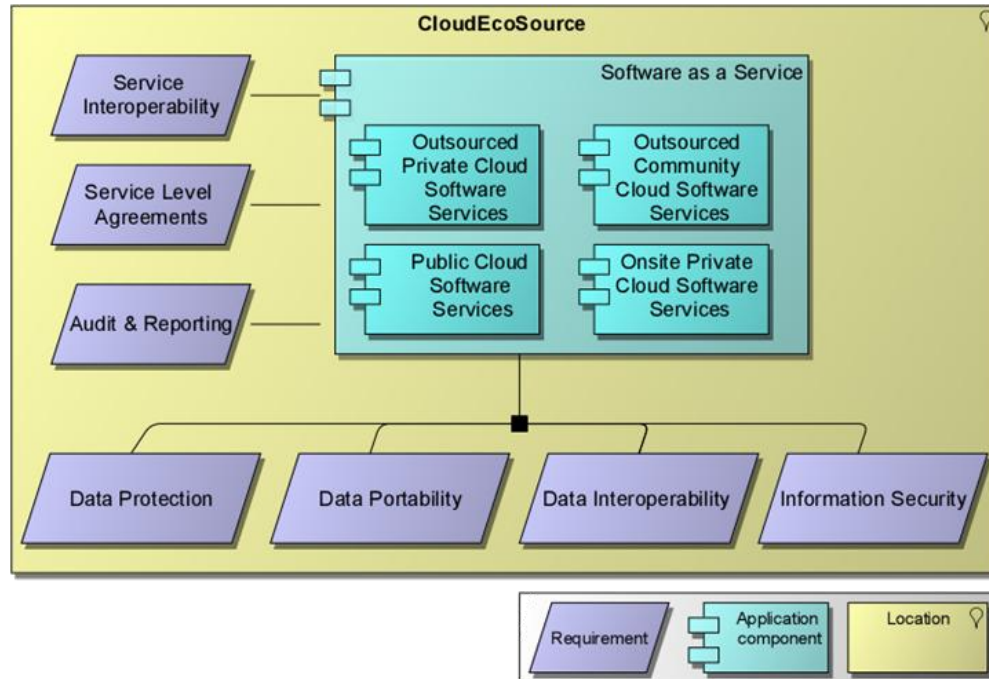 CloudEcoSource
Service
Interoperability
Software as a Service
Outsourced
Private Cloud
Software
Services
Outsourced
Community
Cloud Software
Services
Service Level
Agreements
Public Cloud
Software
Services
Onsite Private
Cloud Software
Services
Audit & Reporting
Data Protection
Data Portability
Data Interoperability
Information Security
Requirement
Application
component
Location